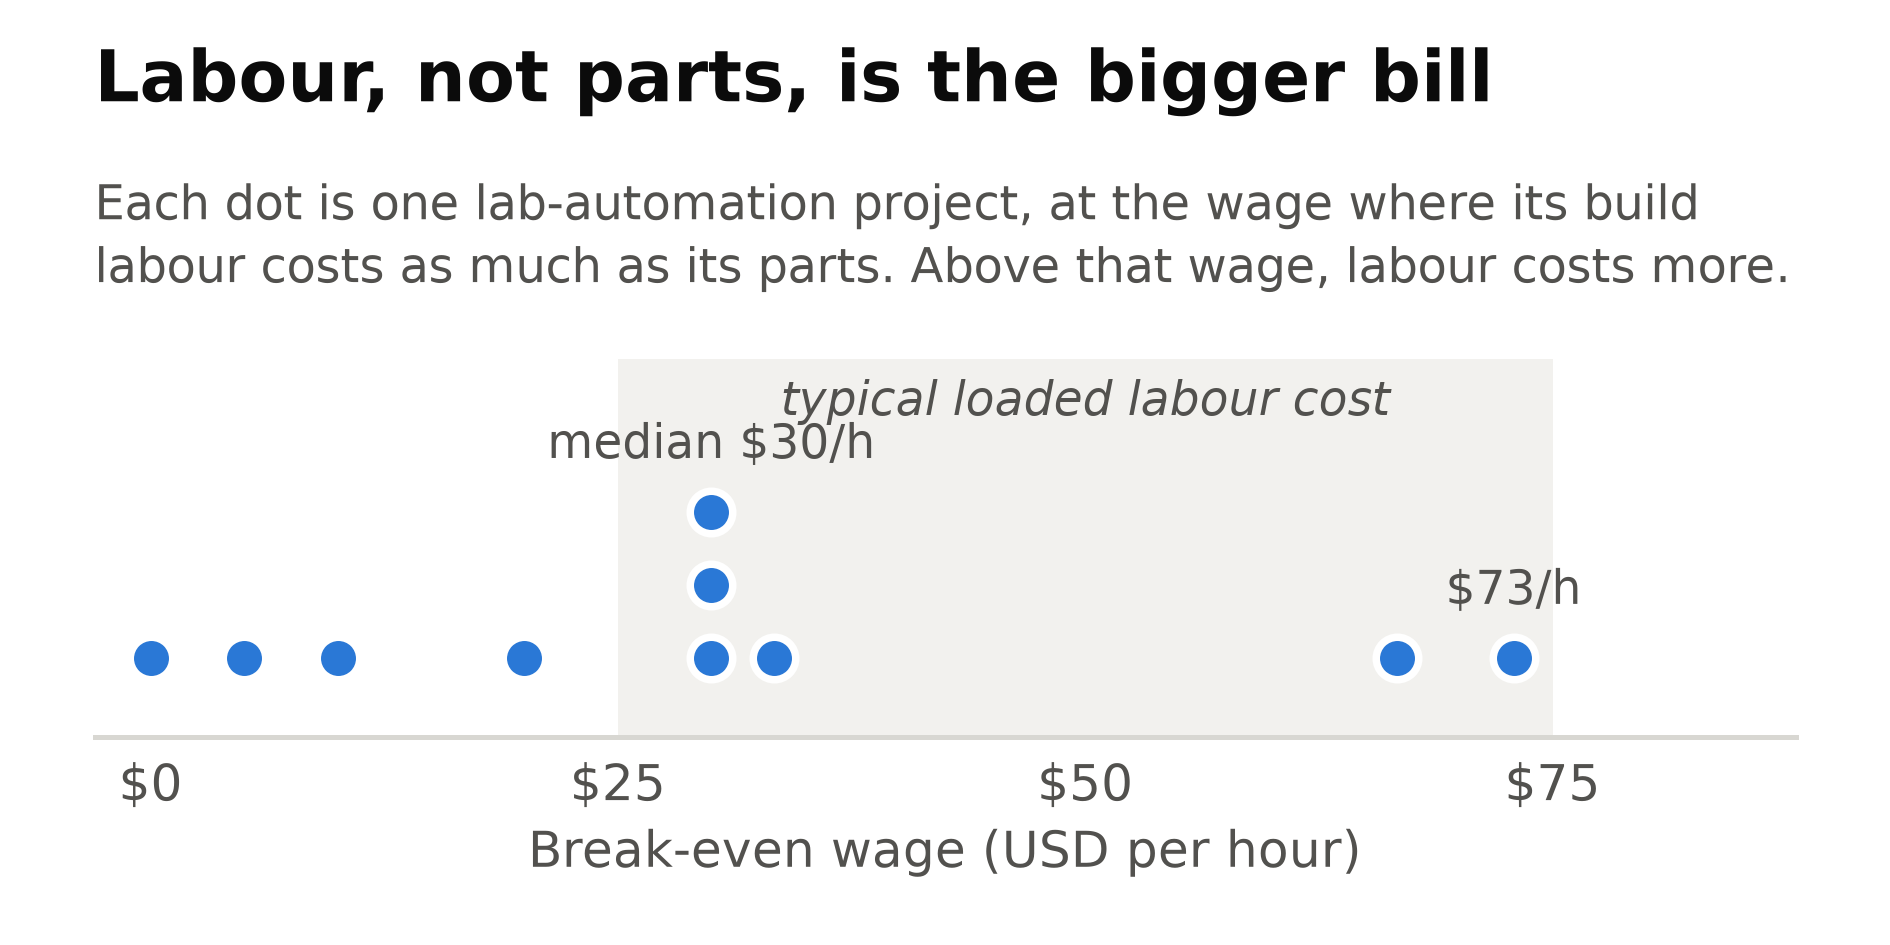 Labour, not parts, is the bigger bill
Each dot is one lab-automation project, at the wage where its build
labour costs as much as its parts. Above that wage, labour costs more.
typical loaded labour cost
median $30/h
$73/h
$0
$25
$50
$75
Break-even wage (USD per hour)